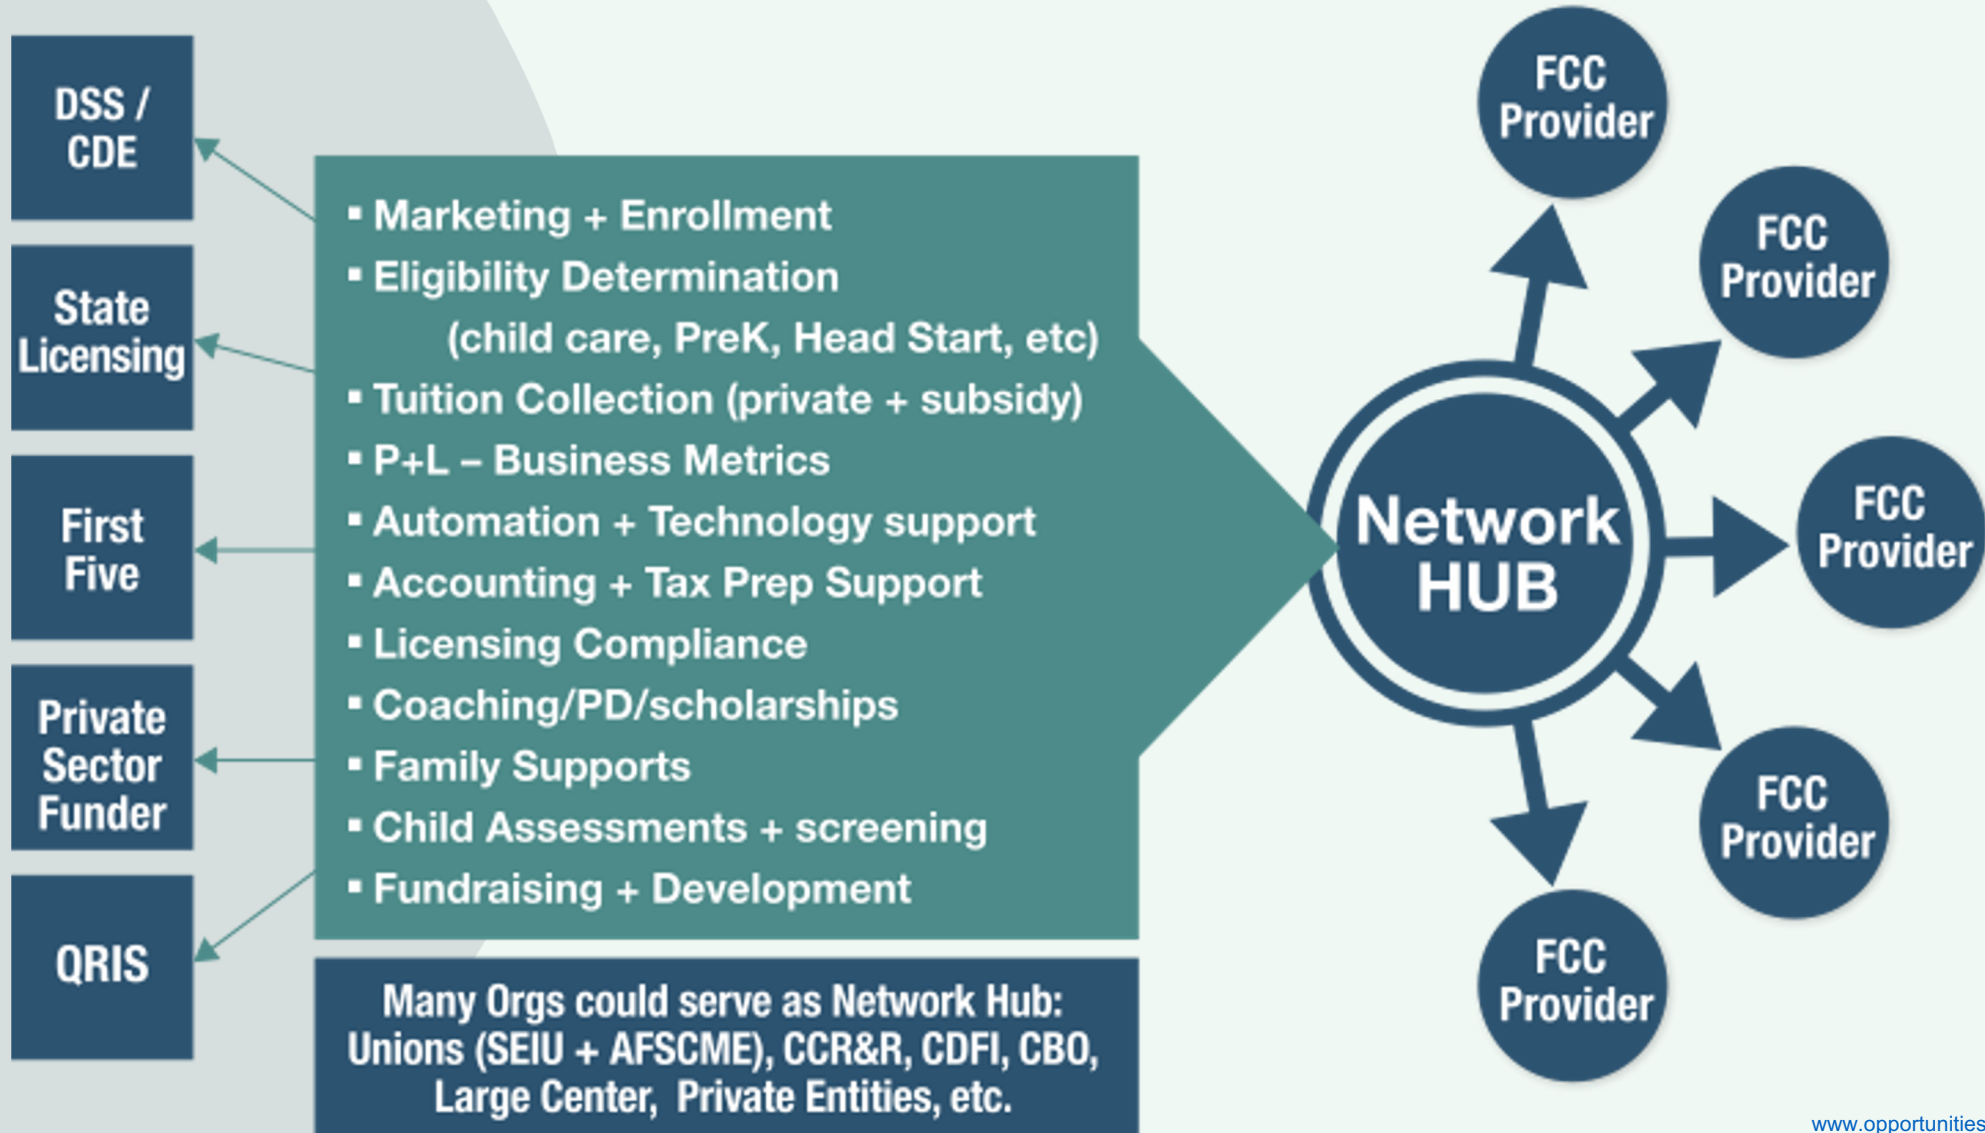 DSS /
CDE
State
Licensing
First
Five
Private
Sector
Funder
QRIS
▪ Marketing + Enrollment
▪ Eligibility Determination
(child care, PreK, Head Start, etc)
▪ Tuition Collection (private + subsidy)
▪ P+L – Business Metrics
▪ Automation + Technology support
▪ Accounting + Tax Prep Support
▪ Licensing Compliance
▪ Coaching/PD/scholarships
▪ Family Supports
▪ Child Assessments + screening
▪ Fundraising + Development
Many Orgs could serve as Network Hub:
Unions (SEIU + AFSCME), CCR&R, CDFI, CBO,
Large Center, Private Entities, etc.
Network
HUB
FCC
Provider
FCC
Provider
FCC
Provider
FCC
Provider
FCC
Provider
www.opportunities